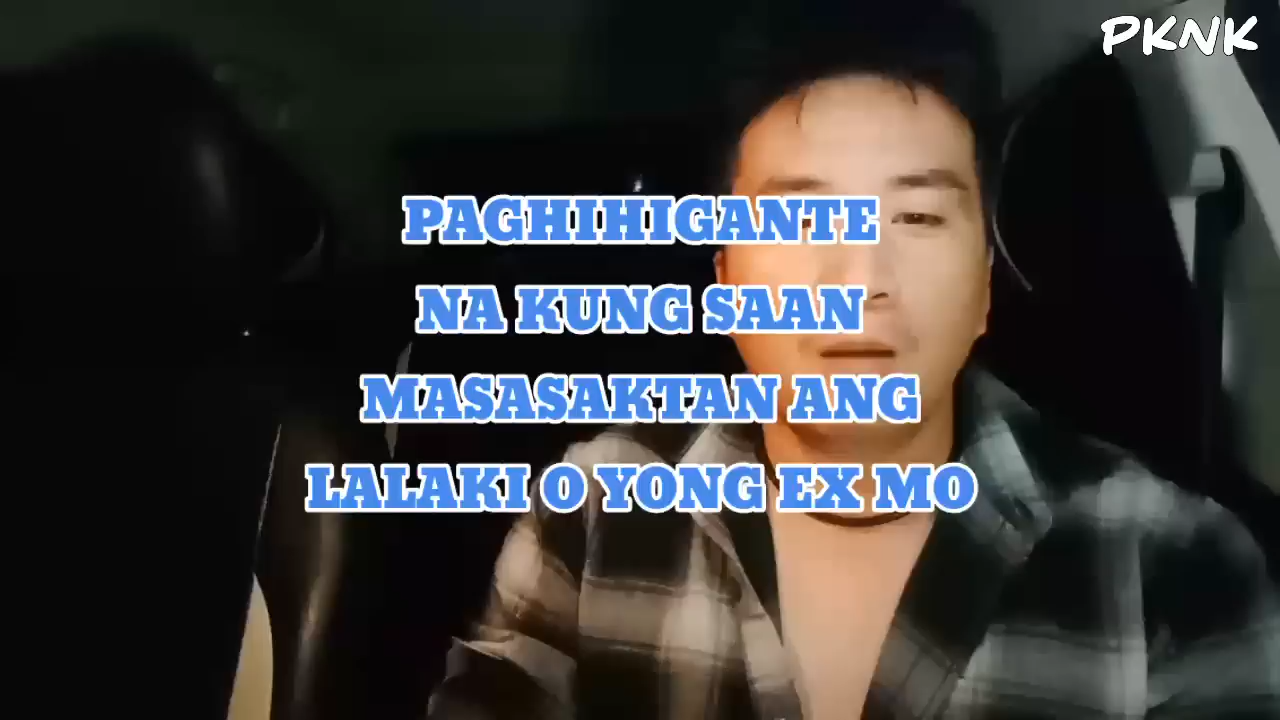 PKNK
PAGHIHIGANTE
NA KUNG SAAN
MASASAKTAN ANG
LALAKI O YONG EX MO